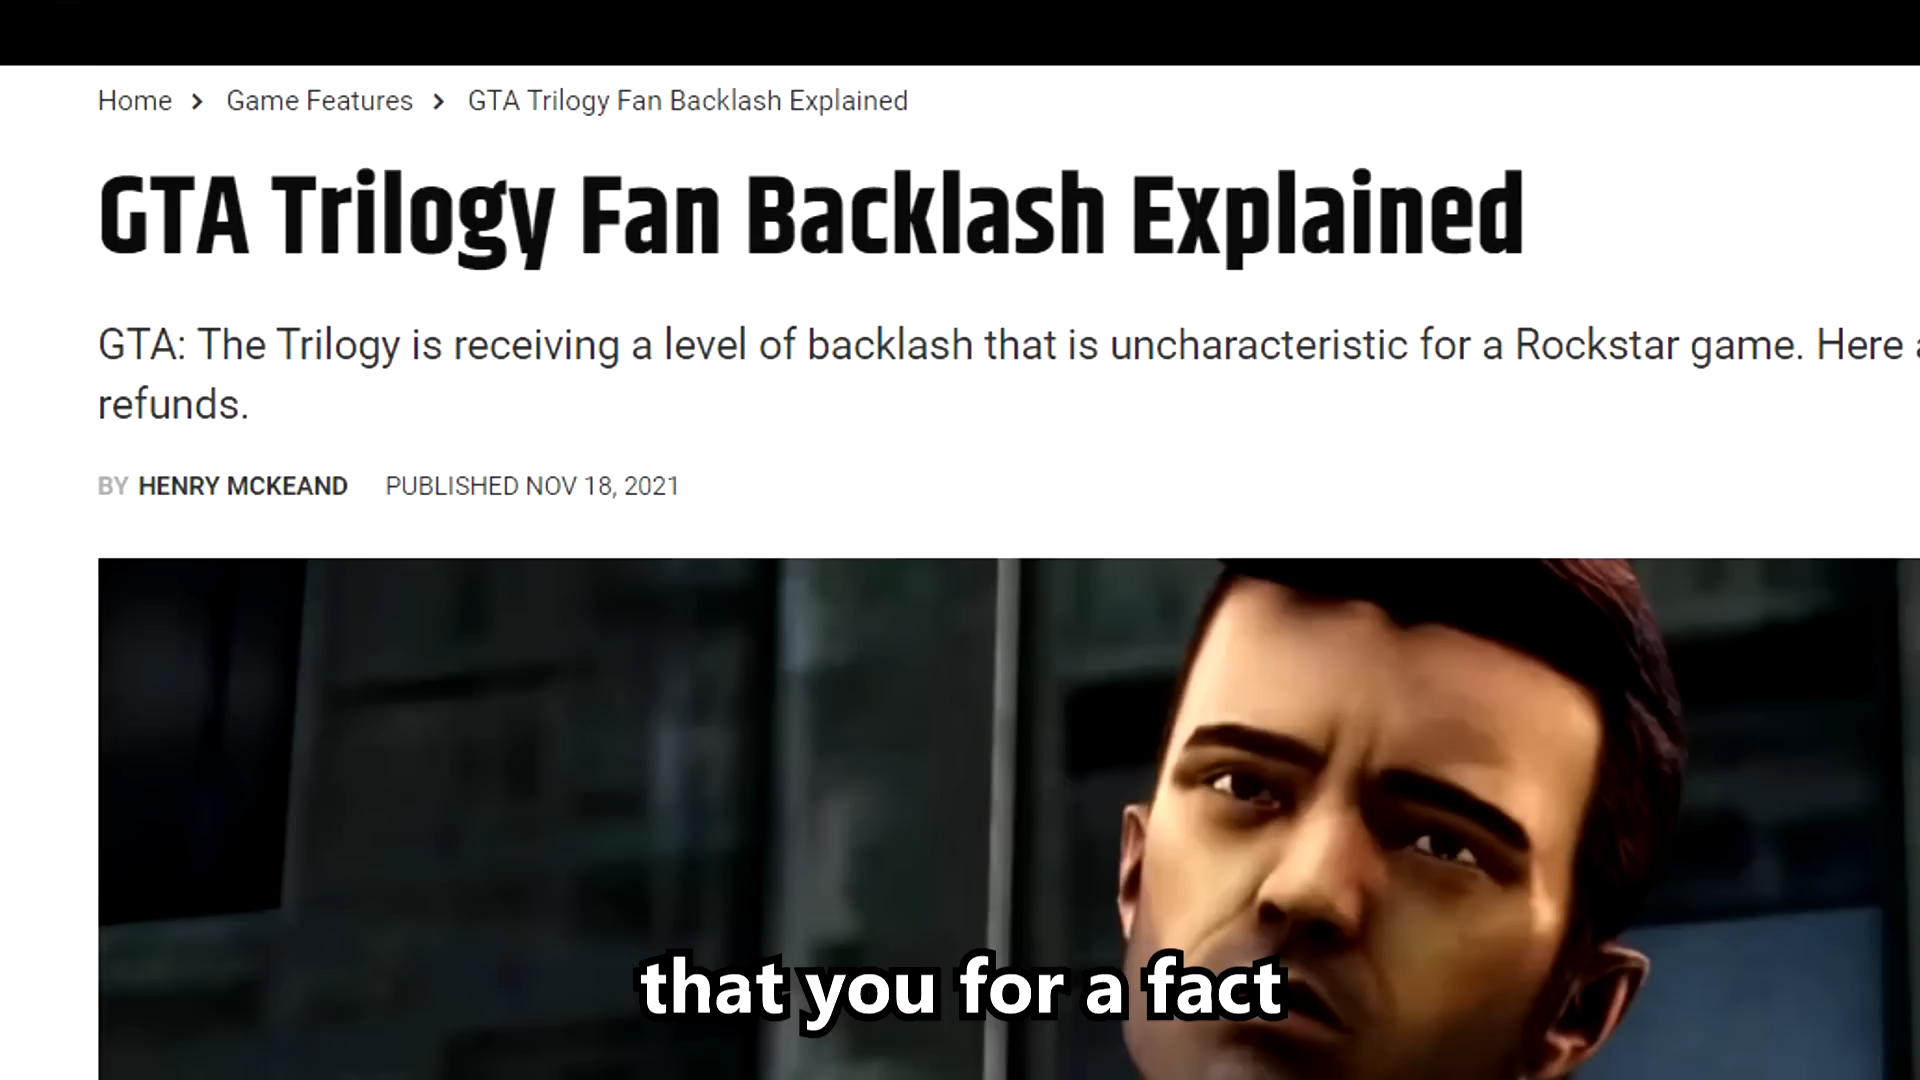 Home > Game Features > GTA Trilogy Fan Backlash Explained
GTA Trilogy Fan Backlash Explained
GTA: The Trilogy is receiving a level of backlash that is uncharacteristic for a Rockstar game. Here
refunds.
BY HENRY MCKEAND PUBLISHED NOV 18, 2021
that you for a fact